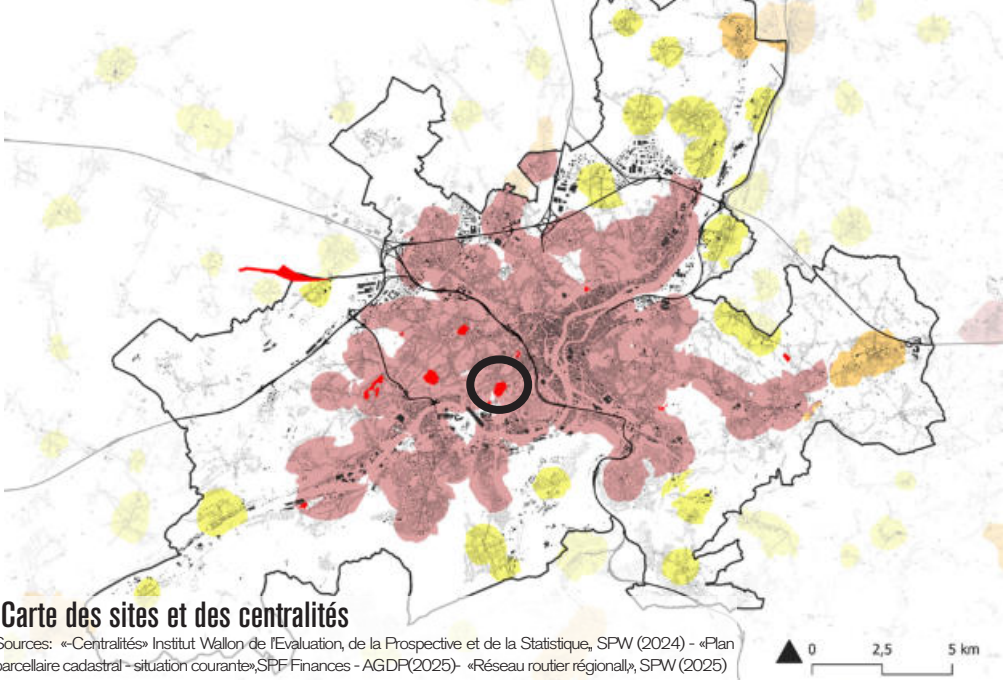 Carte des sites et des centralités
Sources: «-Centralités» Institut Wallon de l'Evaluation, de la Prospective et de la Statistique,, SPW (2024) - «Plan
parcellaire cadastral - situation courante»,SPF Finances - AGDP(2025)- «Réseau routier régional,», SPW (2025)
0 2,5 5 km